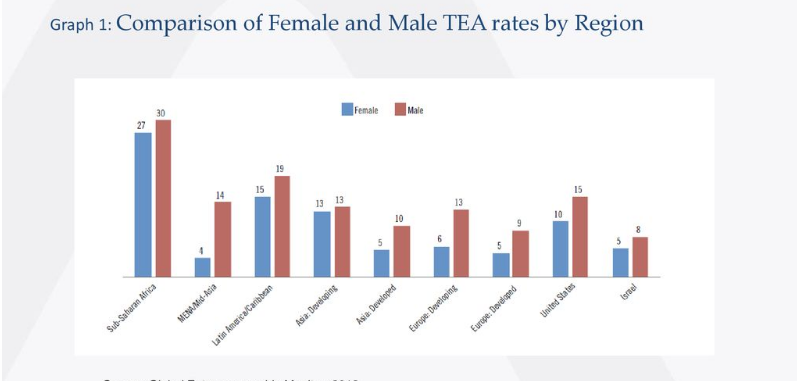 Graph 1: Comparison of Female and Male TEA rates by Region
Female Male
27 30
4 14
15 19
13 13
5 10
6 13
5 9
10 15
5 8
Sub-Saharan Africa
MENA/Mid-Asia
Latin America/Caribbean
Asia: Developing
Asia: Developed
Europe: Developing
Europe: Developed
United States
Israel